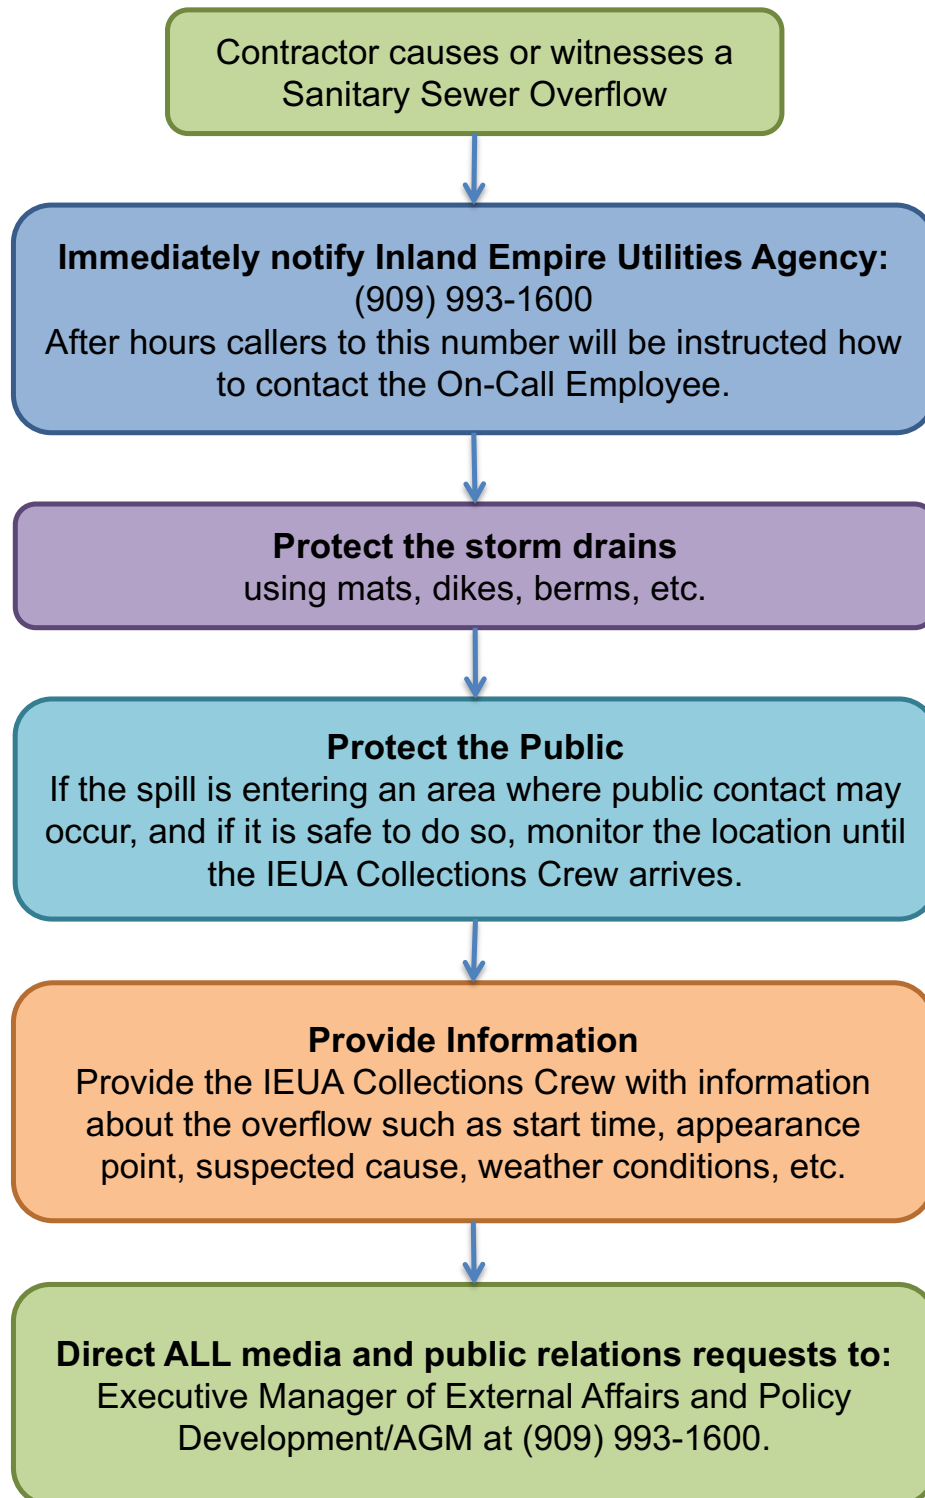 Contractor causes or witnesses a
Sanitary Sewer Overflow
Immediately notify Inland Empire Utilities Agency:
(909) 993-1600
After hours callers to this number will be instructed how
to contact the On-Call Employee.
Protect the storm drains
using mats, dikes, berms, etc.
Protect the Public
If the spill is entering an area where public contact may
occur, and if it is safe to do so, monitor the location until
the IEUA Collections Crew arrives.
Provide Information
Provide the IEUA Collections Crew with information
about the overflow such as start time, appearance
point, suspected cause, weather conditions, etc.
Direct ALL media and public relations requests to:
Executive Manager of External Affairs and Policy
Development/AGM at (909) 993-1600.